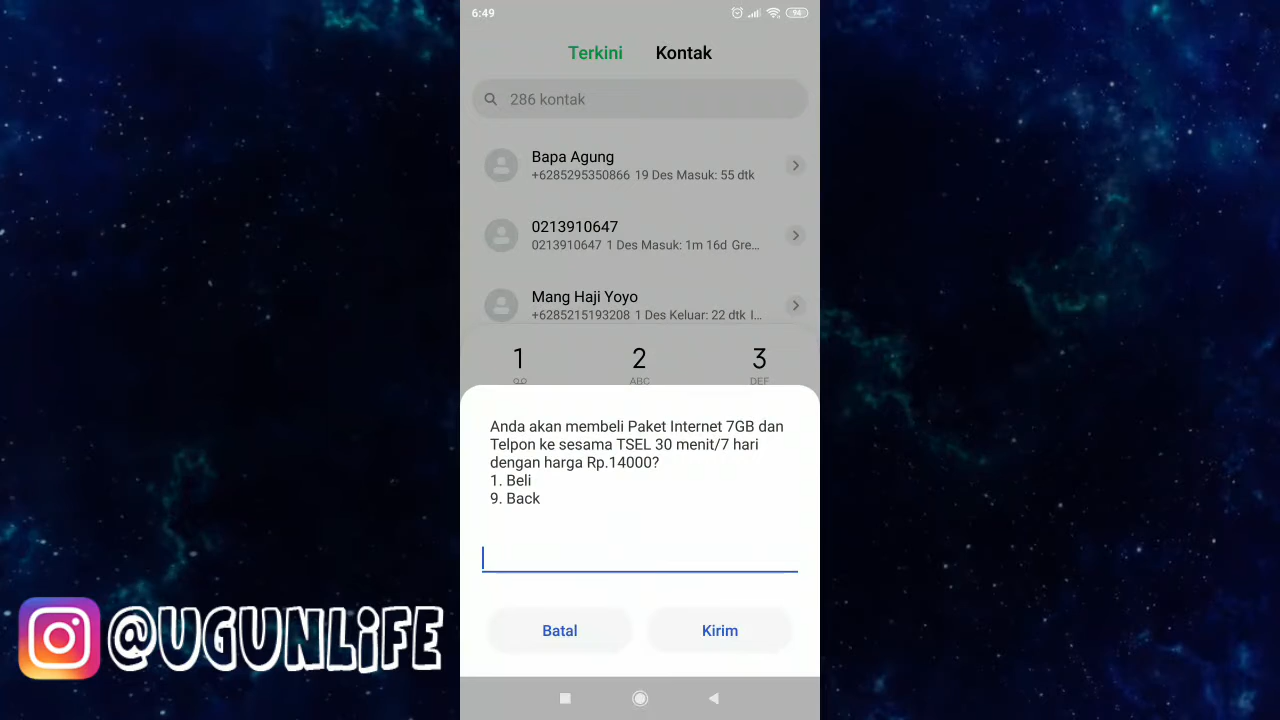 6:49
94
Terkini Kontak
286 kontak
Bapa Agung
+6285295350866 19 Des Masuk: 55 dtk
0213910647
0213910647 1 Des Masuk: 1m 16d Gre...
Mang Haji Yoyo
+6285215193208 1 Des Keluar: 22 dtk I...
1 2 3
ABC DEF
Anda akan membeli Paket Internet 7GB dan
Telpon ke sesama TSEL 30 menit/7 hari
dengan harga Rp.14000?
1. Beli
9. Back
Batal Kirim
@UGUNLiFE